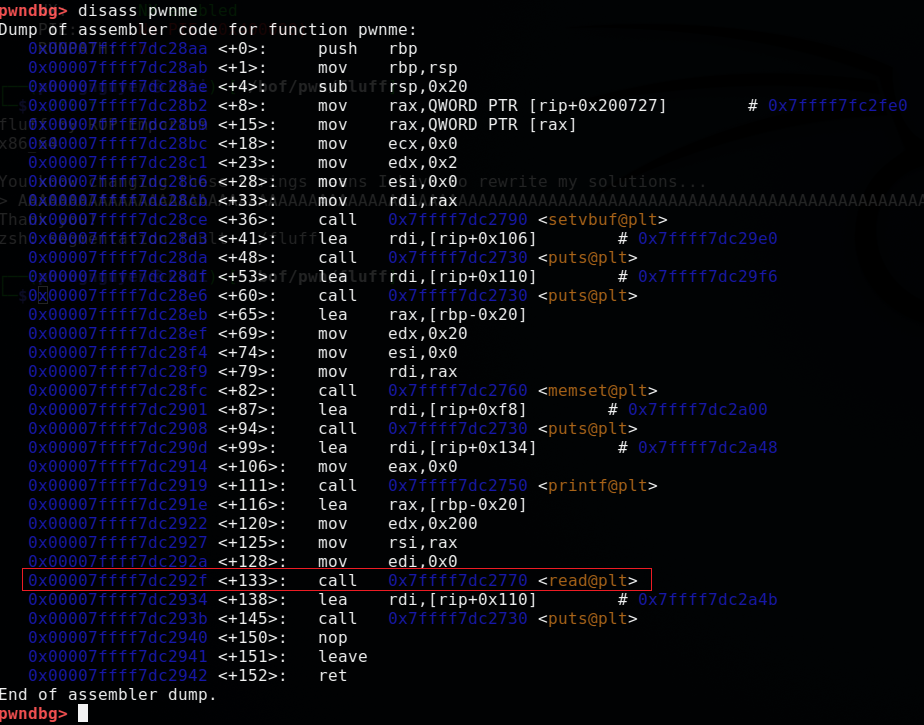 pwndbg> disass pwnme
Dump of assembler code for function pwnme:
0x00007ffff7dc28aa <+0>: push rbp
0x00007ffff7dc28ab <+1>: mov rbp,rsp
0x00007ffff7dc28ae <+4>: sub rsp,0x20
0x00007ffff7dc28b2 <+8>: mov rax,QWORD PTR [rip+0x200727] # 0x7ffff7fc2fe0
0x00007ffff7dc28b9 <+15>: mov rax,QWORD PTR [rax]
0x00007ffff7dc28bc <+18>: mov ecx,0x0
0x00007ffff7dc28c1 <+23>: mov edx,0x2
0x00007ffff7dc28c6 <+28>: mov esi,0x0
0x00007ffff7dc28cb <+33>: mov rdi,rax
0x00007ffff7dc28ce <+36>: call 0x7ffff7dc2790 <setvbuf@plt>
0x00007ffff7dc28d3 <+41>: lea rdi,[rip+0x106] # 0x7ffff7dc29e0
0x00007ffff7dc28da <+48>: call 0x7ffff7dc2730 <puts@plt>
0x00007ffff7dc28df <+53>: lea rdi,[rip+0x110] # 0x7ffff7dc29f6
0x00007ffff7dc28e6 <+60>: call 0x7ffff7dc2730 <puts@plt>
0x00007ffff7dc28eb <+65>: lea rax,[rbp-0x20]
0x00007ffff7dc28ef <+69>: mov edx,0x20
0x00007ffff7dc28f4 <+74>: mov esi,0x0
0x00007ffff7dc28f9 <+79>: mov rdi,rax
0x00007ffff7dc28fc <+82>: call 0x7ffff7dc2760 <memset@plt>
0x00007ffff7dc2901 <+87>: lea rdi,[rip+0xf8] # 0x7ffff7dc2a00
0x00007ffff7dc2908 <+94>: call 0x7ffff7dc2730 <puts@plt>
0x00007ffff7dc290d <+99>: lea rdi,[rip+0x134] # 0x7ffff7dc2a48
0x00007ffff7dc2914 <+106>: mov eax,0x0
0x00007ffff7dc2919 <+111>: call 0x7ffff7dc2750 <printf@plt>
0x00007ffff7dc291e <+116>: lea rax,[rbp-0x20]
0x00007ffff7dc2922 <+120>: mov edx,0x200
0x00007ffff7dc2927 <+125>: mov rsi,rax
0x00007ffff7dc292a <+128>: mov edi,0x0
0x00007ffff7dc292f <+133>: call 0x7ffff7dc2770 <read@plt>
0x00007ffff7dc2934 <+138>: lea rdi,[rip+0x110] # 0x7ffff7dc2a4b
0x00007ffff7dc293b <+145>: call 0x7ffff7dc2730 <puts@plt>
0x00007ffff7dc2940 <+150>: nop
0x00007ffff7dc2941 <+151>: leave
0x00007ffff7dc2942 <+152>: ret
End of assembler dump.
pwndbg>